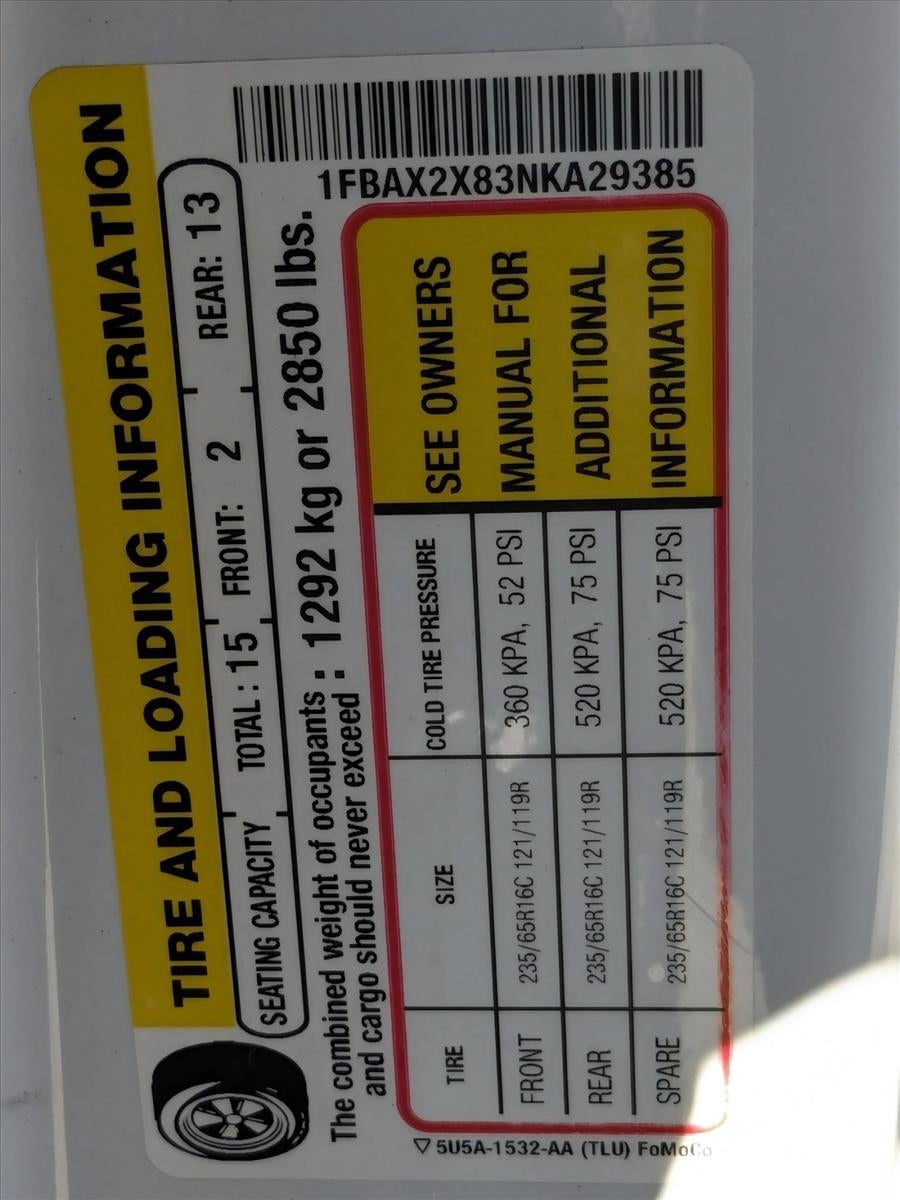 TIRE AND LOADING INFORMATION
SEATING CAPACITY TOTAL : 15 FRONT: 2 REAR: 13
The combined weight of occupants : 1292 kg or 2850 lbs.
and cargo should never exceed :
1FBAX2X83NKA29385
TIRE SIZE COLD TIRE PRESSURE
FRONT 235/65R16C 121/119R 360 KPA, 52 PSI
REAR 235/65R16C 121/119R 520 KPA, 75 PSI
SPARE 235/65R16C 121/119R 520 KPA, 75 PSI
SEE OWNERS
MANUAL FOR
ADDITIONAL
INFORMATION
5U5A-1532-AA (TLU) FoMoCo